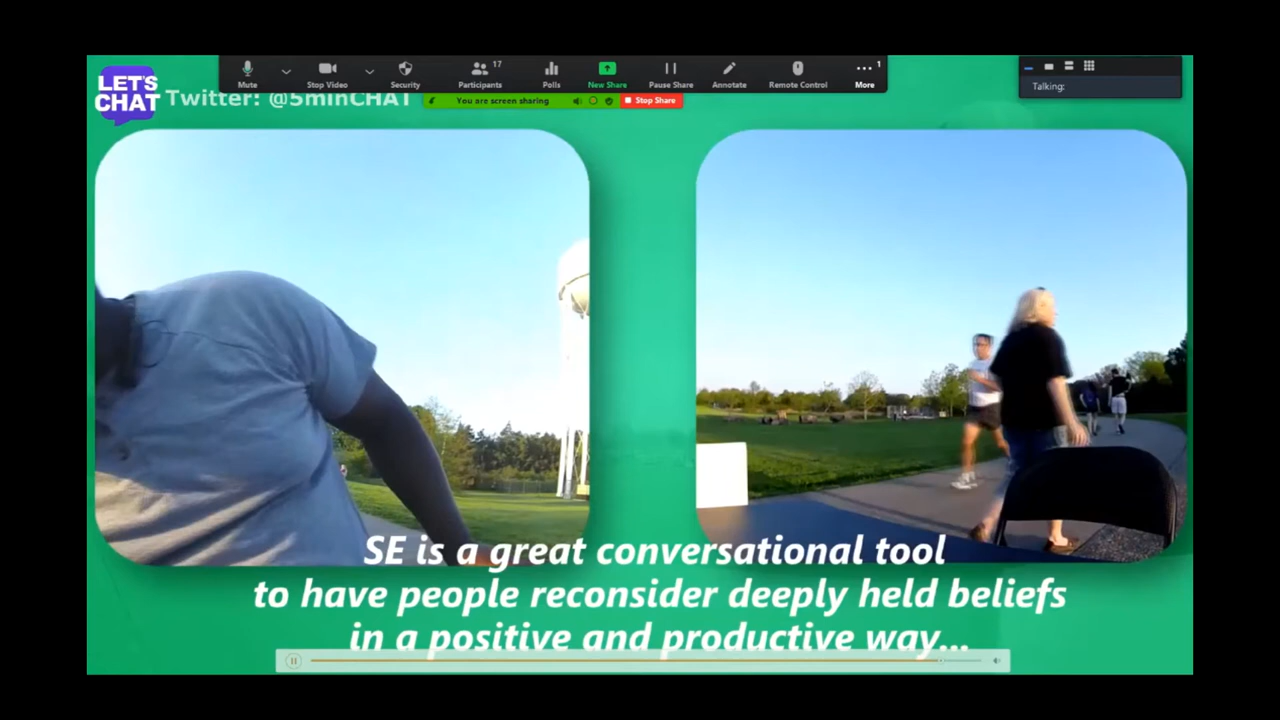 LET'S
CHAT
Twitter: @5minCHAT
Mute
Stop Video
Security
Participants
17
Polls
New Share
Pause Share
Annotate
Remote Control
More
1
You are screen sharing
Stop Share
Talking:
SE is a great conversational tool
to have people reconsider deeply held beliefs
in a positive and productive way...